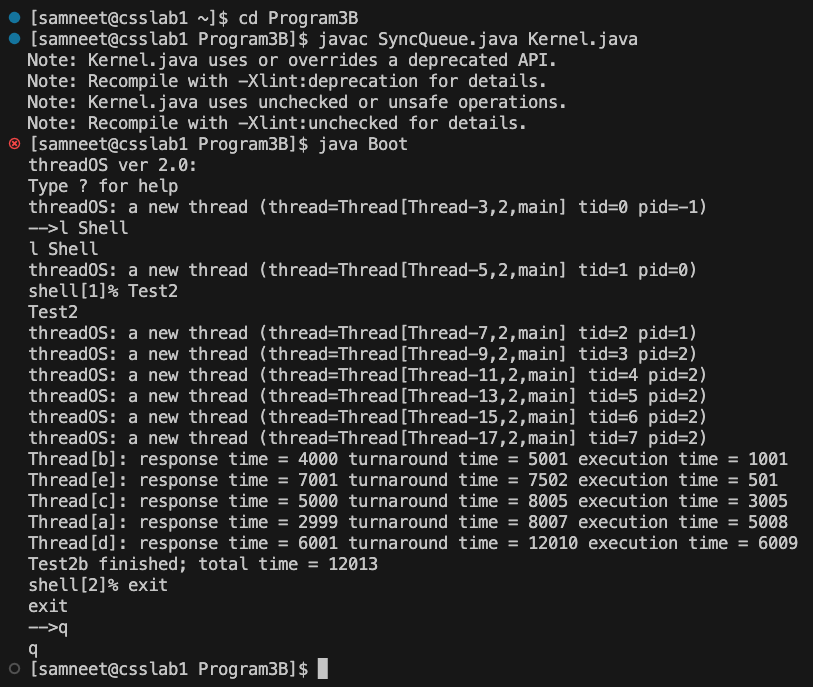 [samneet@csslab1 ~]$ cd Program3B
[samneet@csslab1 Program3B]$ javac SyncQueue.java Kernel.java
Note: Kernel.java uses or overrides a deprecated API.
Note: Recompile with -Xlint:deprecation for details.
Note: Kernel.java uses unchecked or unsafe operations.
Note: Recompile with -Xlint:unchecked for details.
[samneet@csslab1 Program3B]$ java Boot
threadOS ver 2.0:
Type ? for help
threadOS: a new thread (thread=Thread[Thread-3,2,main] tid=0 pid=-1)
-->l Shell
l Shell
threadOS: a new thread (thread=Thread[Thread-5,2,main] tid=1 pid=0)
shell[1]% Test2
Test2
threadOS: a new thread (thread=Thread[Thread-7,2,main] tid=2 pid=1)
threadOS: a new thread (thread=Thread[Thread-9,2,main] tid=3 pid=2)
threadOS: a new thread (thread=Thread[Thread-11,2,main] tid=4 pid=2)
threadOS: a new thread (thread=Thread[Thread-13,2,main] tid=5 pid=2)
threadOS: a new thread (thread=Thread[Thread-15,2,main] tid=6 pid=2)
threadOS: a new thread (thread=Thread[Thread-17,2,main] tid=7 pid=2)
Thread[b]: response time = 4000 turnaround time = 5001 execution time = 1001
Thread[e]: response time = 7001 turnaround time = 7502 execution time = 501
Thread[c]: response time = 5000 turnaround time = 8005 execution time = 3005
Thread[a]: response time = 2999 turnaround time = 8007 execution time = 5008
Thread[d]: response time = 6001 turnaround time = 12010 execution time = 6009
Test2b finished; total time = 12013
shell[2]% exit
exit
-->q
q
[samneet@csslab1 Program3B]$